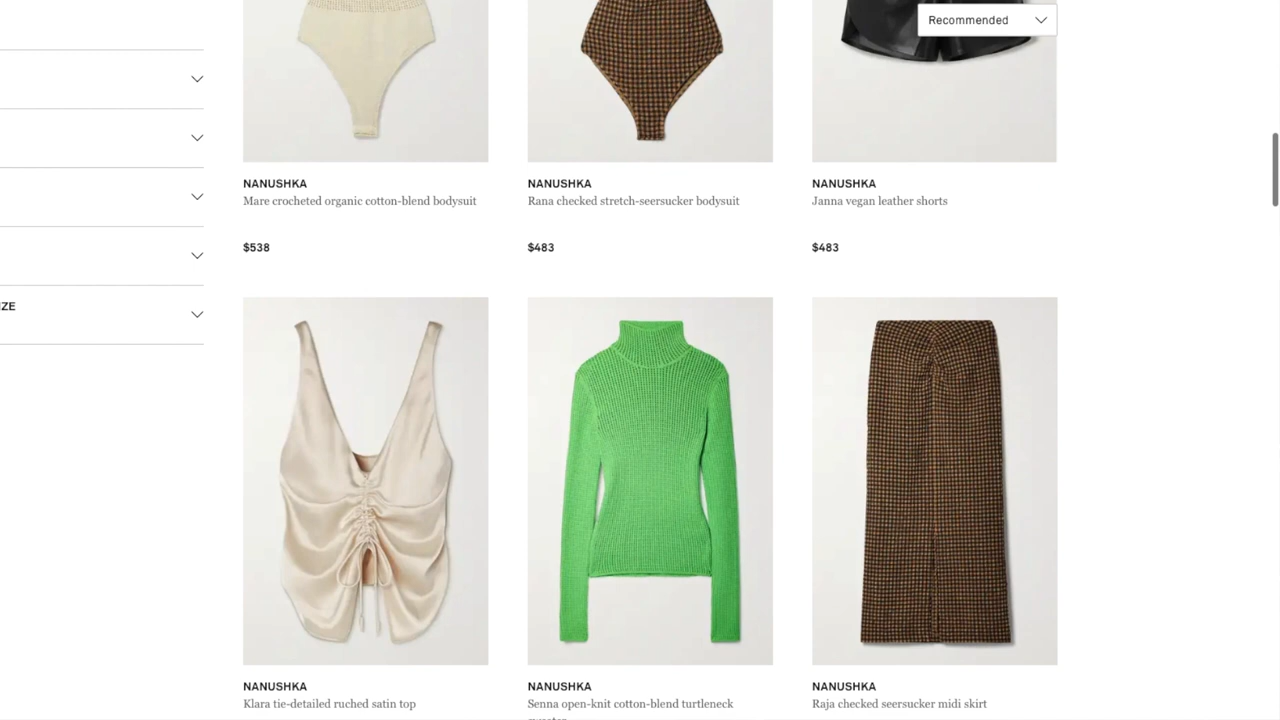 Recommended
NANUSHKA
Mare crocheted organic cotton-blend bodysuit
$538
NANUSHKA
Rana checked stretch-seersucker bodysuit
$483
NANUSHKA
Janna vegan leather shorts
$483
IZE
NANUSHKA
Klara tie-detailed ruched satin top
NANUSHKA
Senna open-knit cotton-blend turtleneck
sweater
NANUSHKA
Raja checked seersucker midi skirt